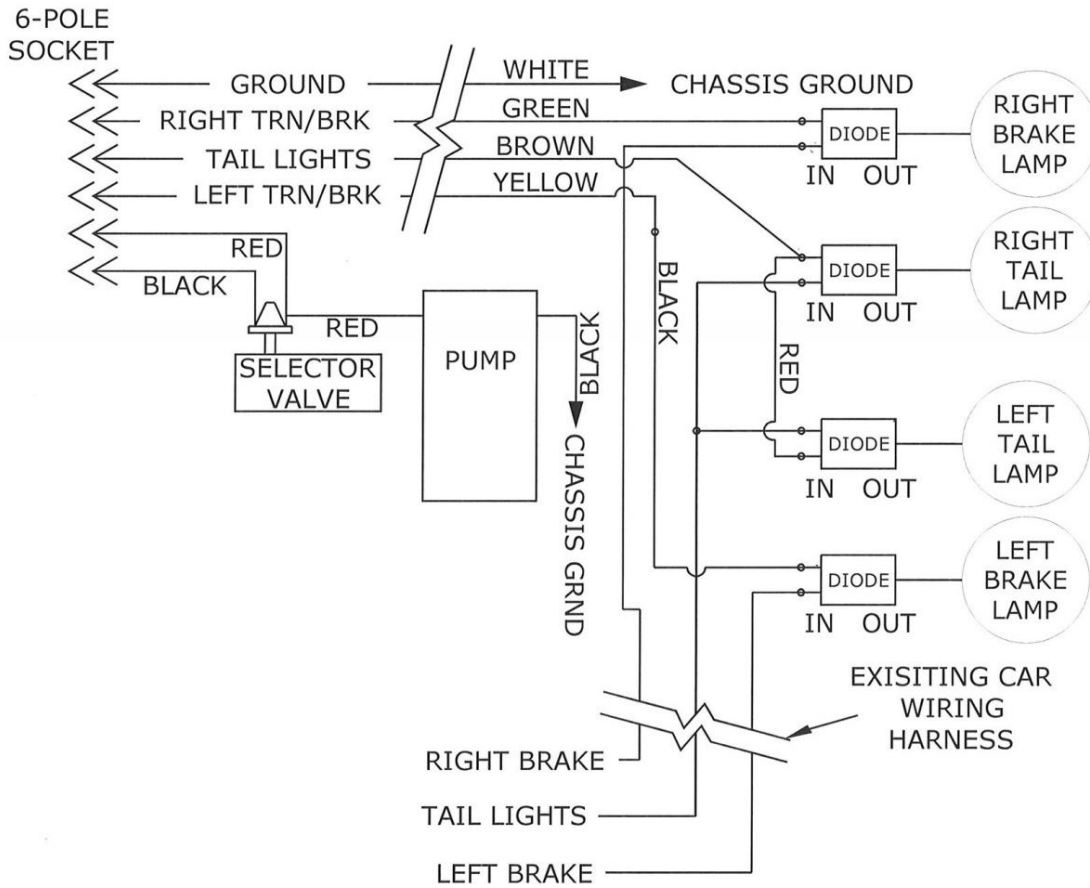 6-POLE
SOCKET
GROUND
WHITE
CHASSIS GROUND
RIGHT TRN/BRK
GREEN
TAIL LIGHTS
BROWN
LEFT TRN/BRK
YELLOW
RED
BLACK
RED
SELECTOR
VALVE
PUMP
BLACK
CHASSIS GRND
BLACK
RED
DIODE
IN OUT
RIGHT
BRAKE
LAMP
DIODE
IN OUT
RIGHT
TAIL
LAMP
DIODE
IN OUT
LEFT
TAIL
LAMP
DIODE
IN OUT
LEFT
BRAKE
LAMP
EXISITING CAR
WIRING
HARNESS
RIGHT BRAKE
TAIL LIGHTS
LEFT BRAKE